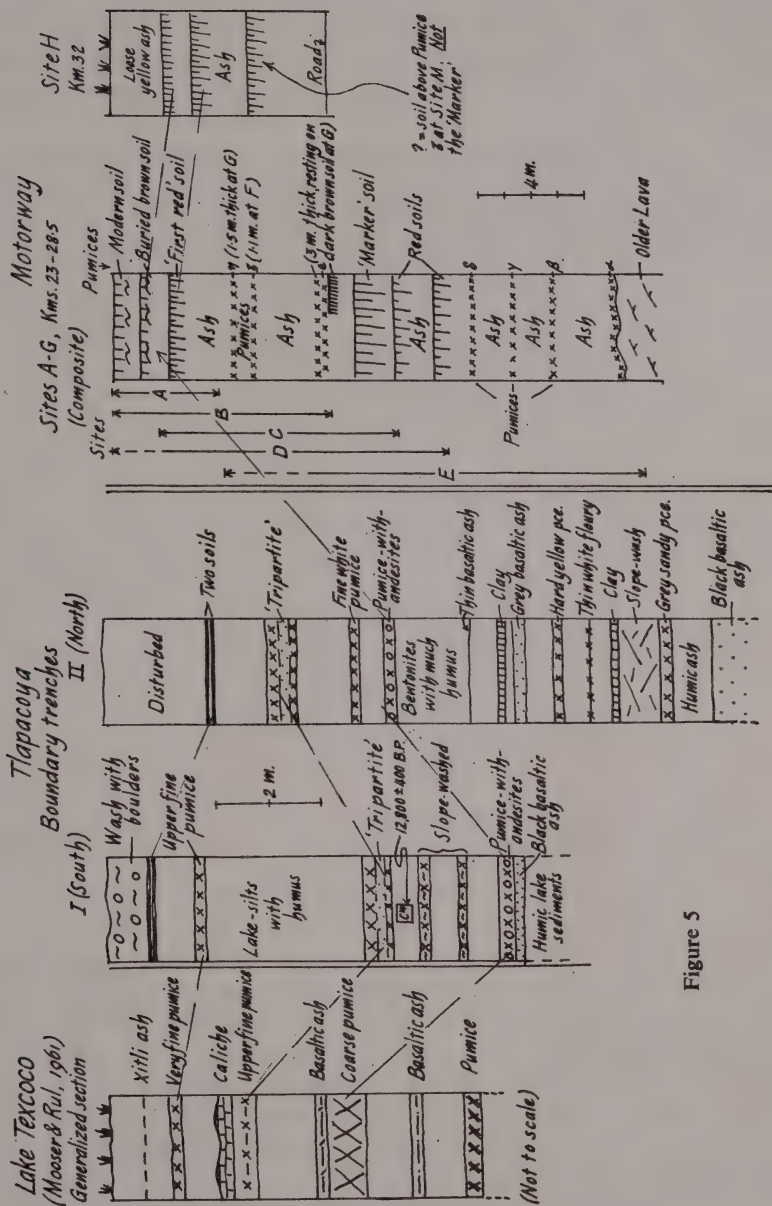 Lake Texcoco
(Mooser & Rul, 1961)
Generalized section
Xitli ash
Very fine pumice
Caliche
Upper fine pumice
Basaltic ash
Coarse pumice
Basaltic ash
Pumice
(Not to scale)
Tlapacoya
Boundary trenches
I (South)
Wash with
boulders
Upper fine
pumice
2 m.
Lake-silts
with
humus
'Tripartite'
12,800 ± 400 B.P.
Slope-washed
Pumice-with-
andesites
Black basaltic
ash
Humic lake
sediments
II (North)
Disturbed
Two soils
'Tripartite'
Fine white
pumice
Pumice-with-
andesites
Bentonites
with much
humus
Thin basaltic ash
Clay
Grey basaltic ash
Hard yellow pce.
Thin white floury
Clay
Slope-wash
Grey sandy pce.
Humic ash
Black basaltic
ash
Motorway
Sites A-G, Kms. 23-28·5
(Composite)
Sites
A
B
C
D
E
Pumices
Modern soil
Buried brown soil
'First red' soil
Ash
η (1·5 m. thick at G)
Pumices
ξ (1·1 m. at F)
Ash
ε (3 m. thick, resting on
dark brown soil at G)
'Marker' soil
Red soils
Ash
δ
Ash
γ
Ash
β
Ash
α
Pumices
Older Lava
4 m.
Site H
Km. 32
Loose
yellow ash
Ash
Road
? = soil above Pumice
at Site M. Not
the 'Marker'
Figure 5